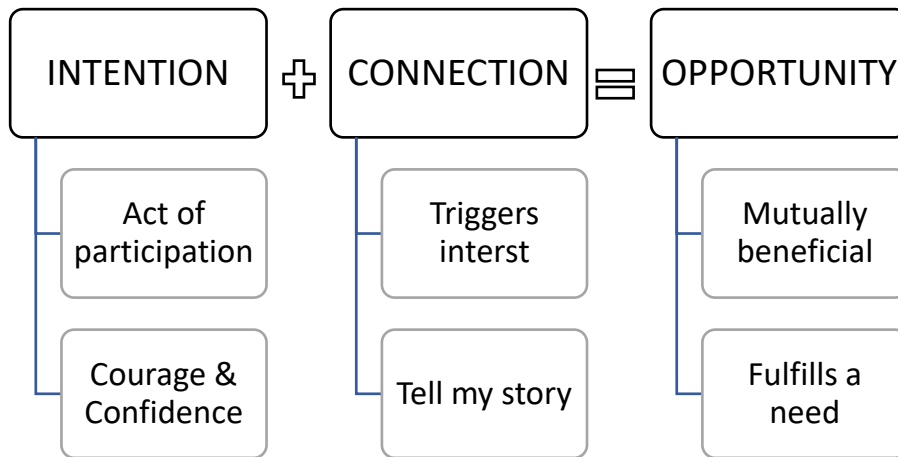 INTENTION
CONNECTION
OPPORTUNITY
Act of
participation
Triggers
interst
Mutually
beneficial
Courage &
Confidence
Tell my story
Fulfills a
need